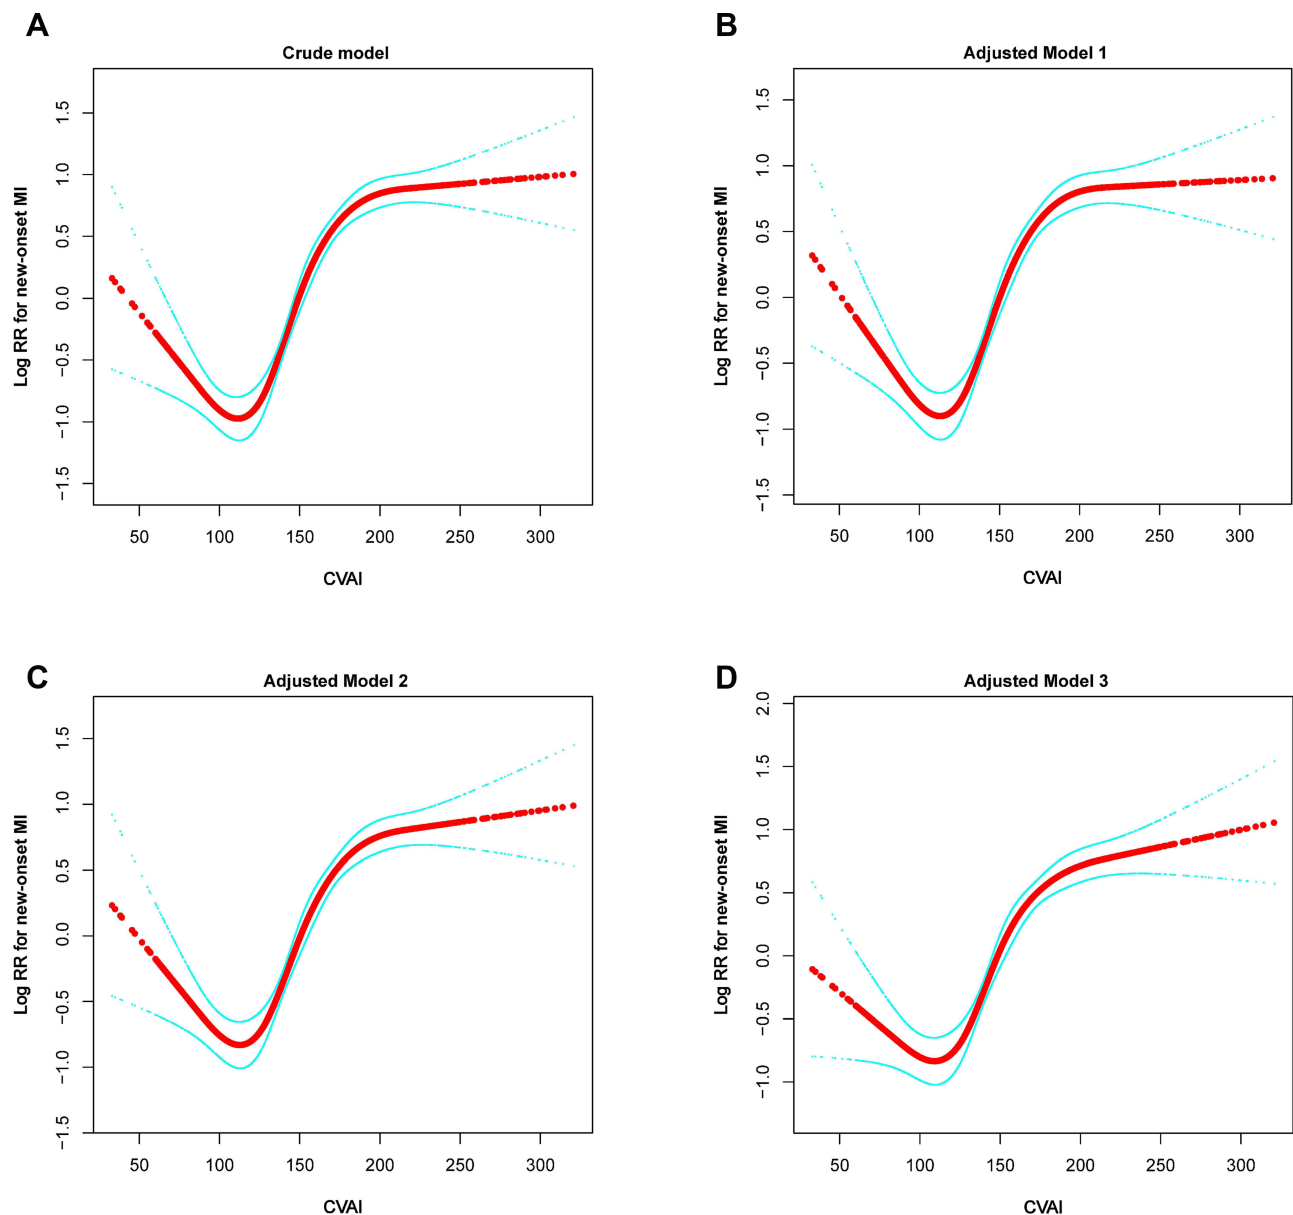 A
Crude model
Log RR for new-onset MI
1.5
1.0
0.5
0.0
−0.5
−1.0
−1.5
50 100 150 200 250 300
CVAI
B
Adjusted Model 1
Log RR for new-onset MI
1.5
1.0
0.5
0.0
−0.5
−1.0
−1.5
50 100 150 200 250 300
CVAI
C
Adjusted Model 2
Log RR for new-onset MI
1.5
1.0
0.5
0.0
−0.5
−1.0
−1.5
50 100 150 200 250 300
CVAI
D
Adjusted Model 3
Log RR for new-onset MI
2.0
1.5
1.0
0.5
0.0
−0.5
−1.0
50 100 150 200 250 300
CVAI